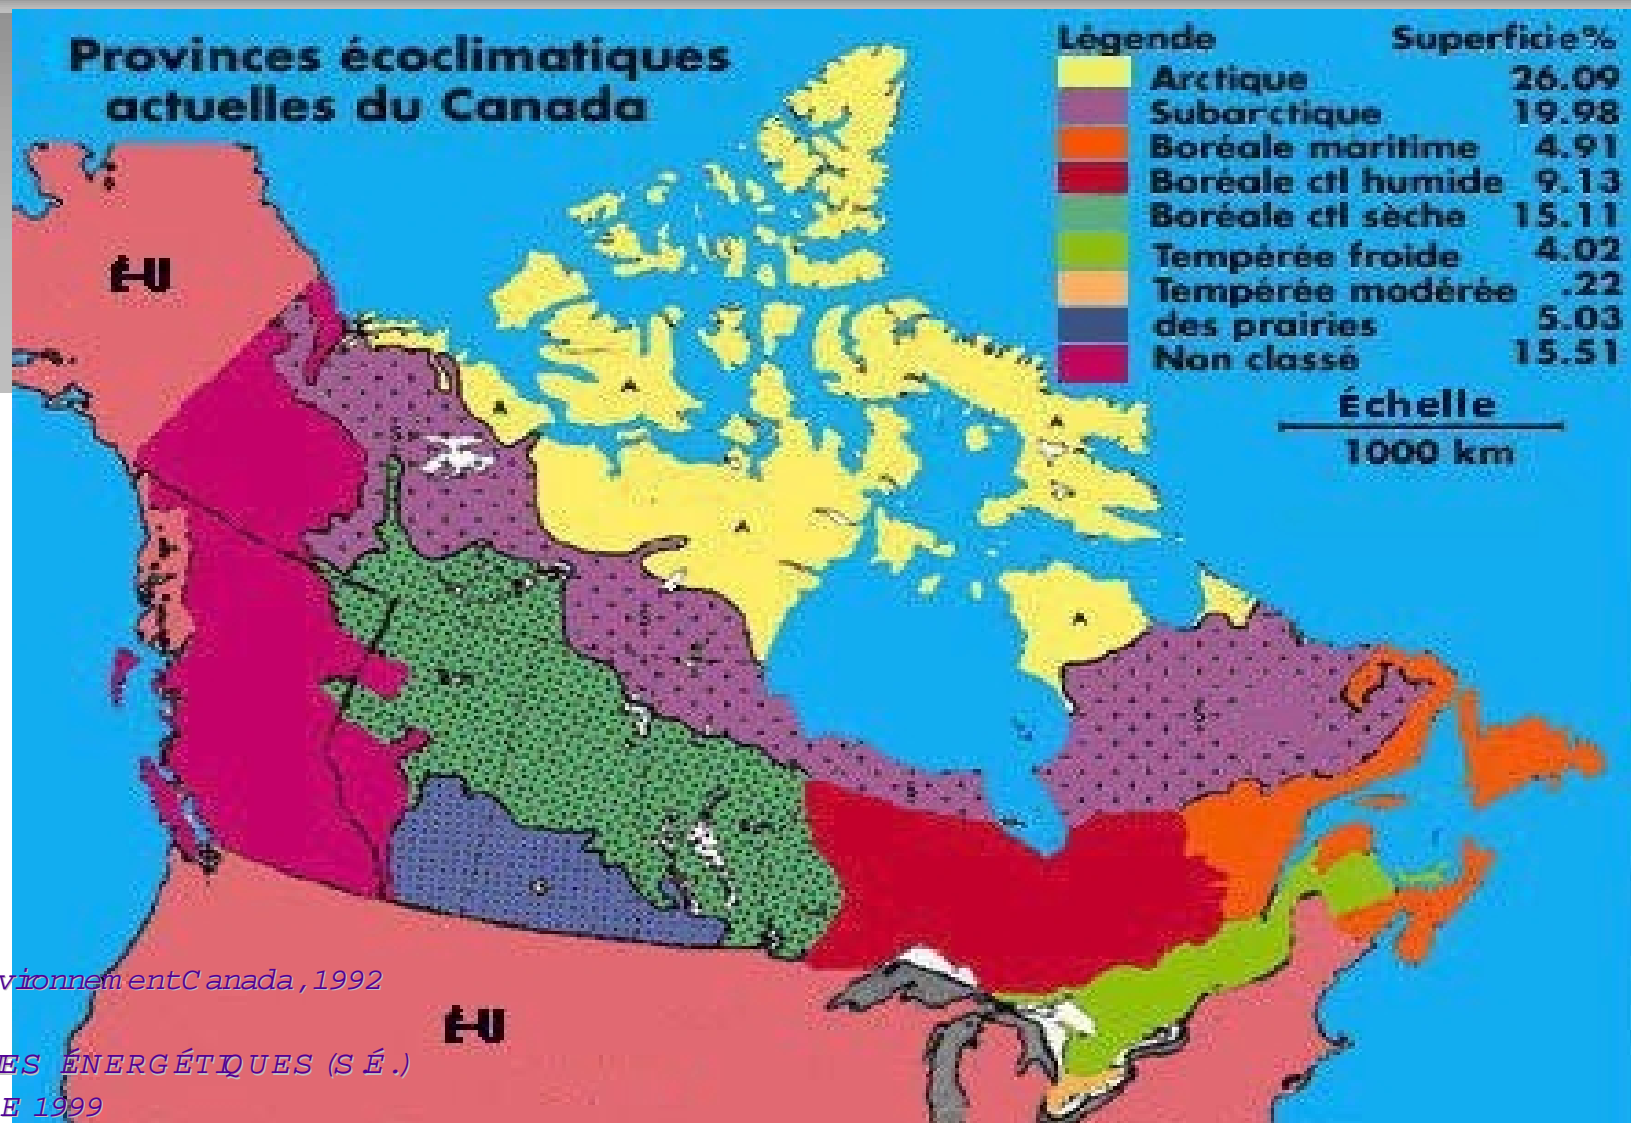 Provinces écoclimatiques
actuelles du Canada
Légende Superficie%
Arctique 26.09
Subarctique 19.98
Boréale maritime 4.91
Boréale ctl humide 9.13
Boréale ctl sèche 15.11
Tempérée froide 4.02
Tempérée modérée .22
des prairies 5.03
Non classé 15.51
Échelle
1000 km
É-U
A
A
A
A
A
S
S
S
G
É-U
vironnement Canada, 1992
ES ÉNERGÉTIQUES (S.É.)
E 1999